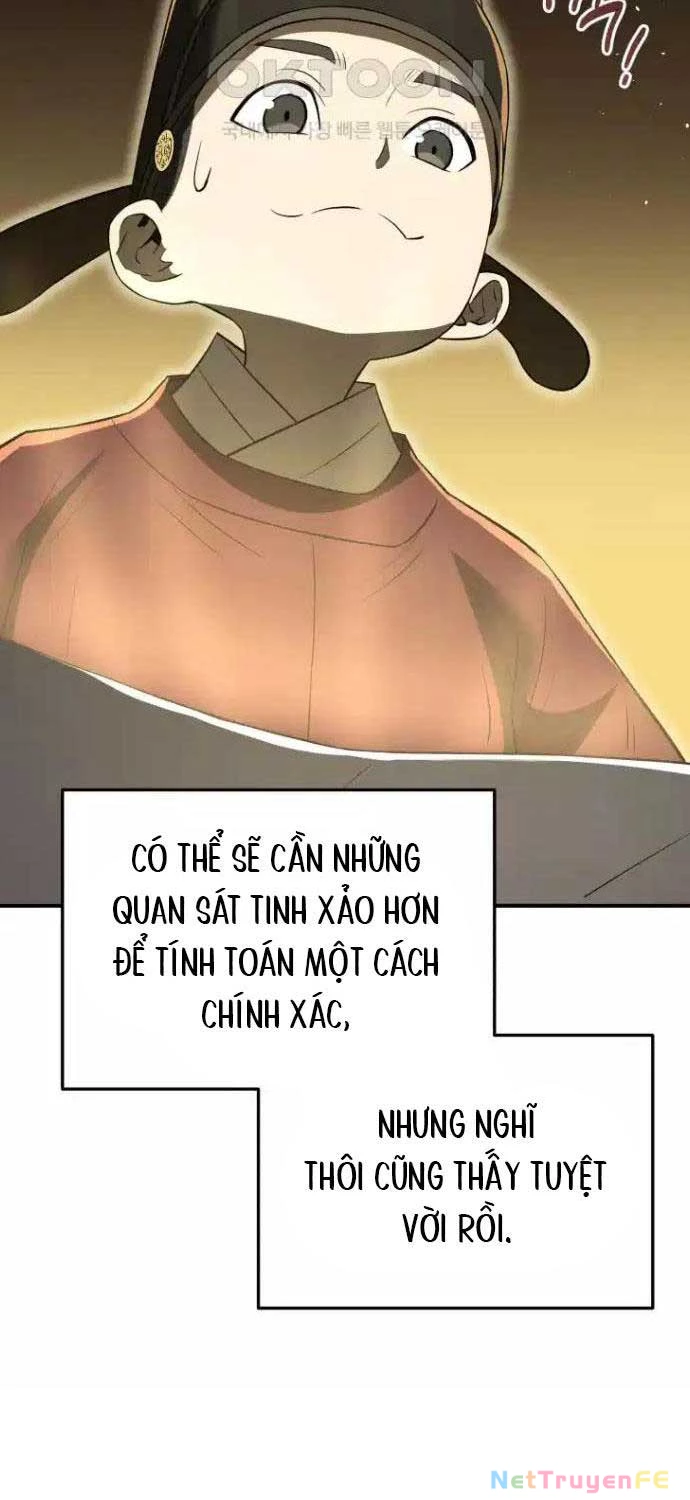 OKTOON
CÓ THỂ SẼ CẦN NHỮNG
QUAN SÁT TINH XẢO HƠN
ĐỂ TÍNH TOÁN MỘT CÁCH
CHÍNH XÁC,
NHƯNG NGHĨ
THÔI CŨNG THẤY TUYỆT
VỜI RỒI.
NetTruyenFE